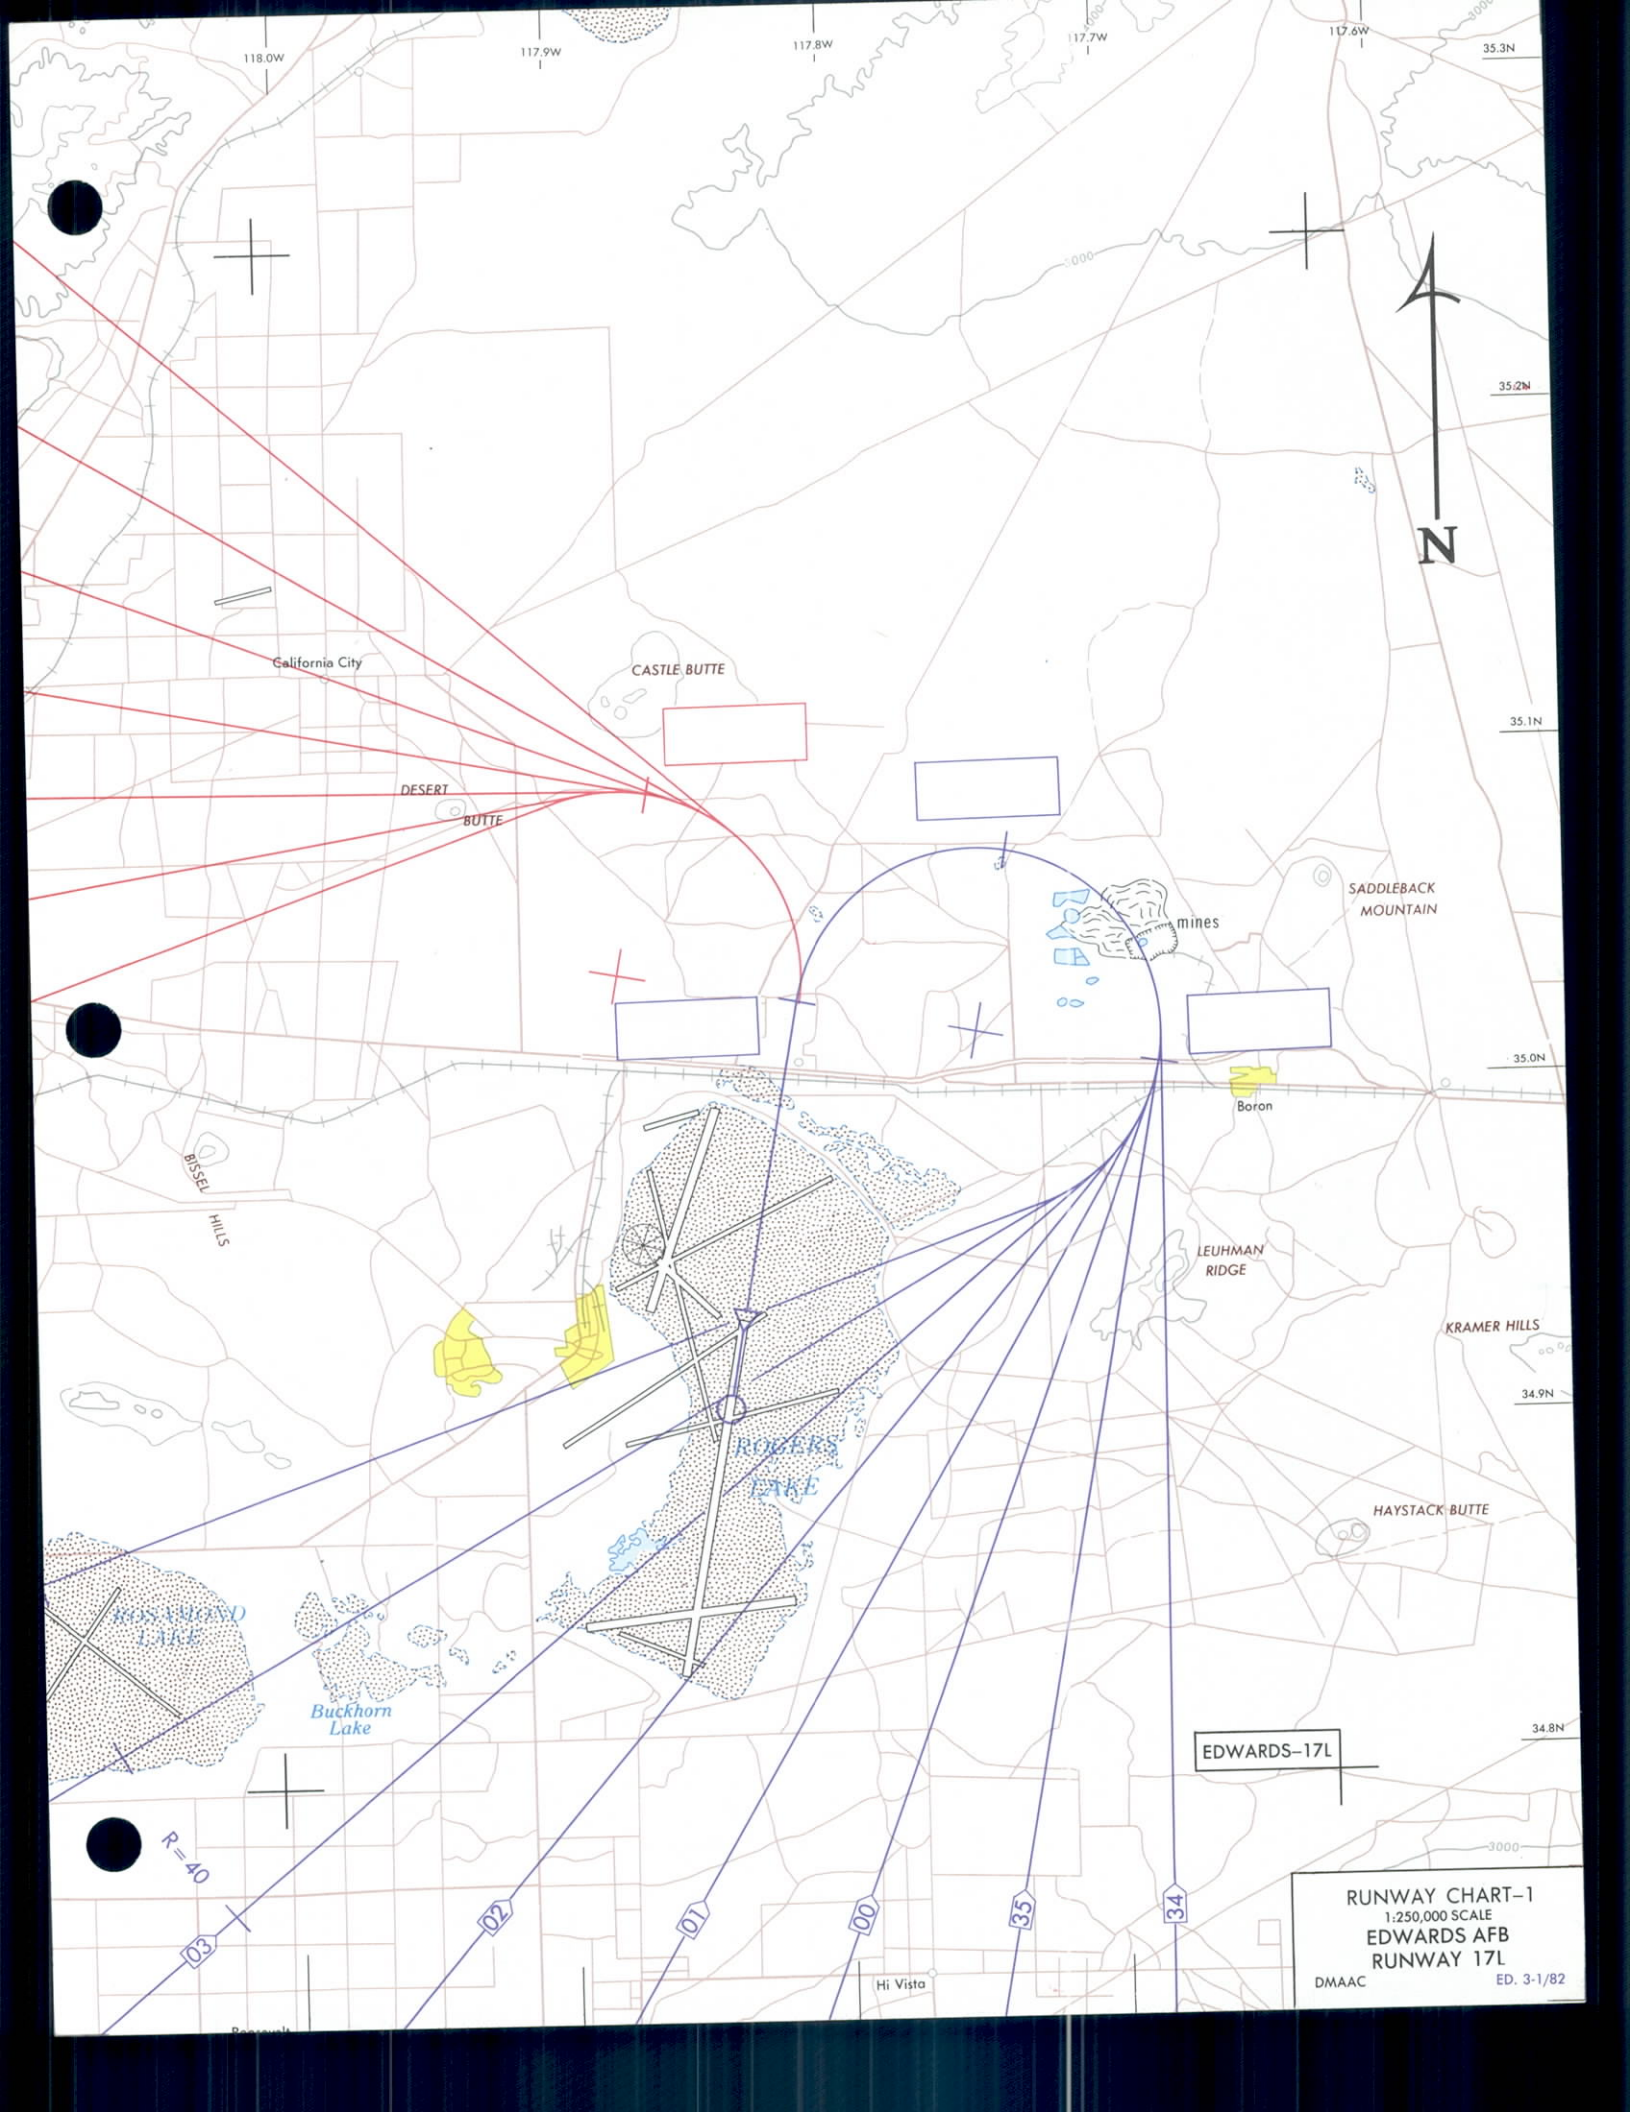 118.0W
117.9W
117.8W
117.7W
117.6W
35.3N
3000
35.2N
N
California City
CASTLE BUTTE
35.1N
DESERT
BUTTE
SADDLEBACK
MOUNTAIN
mines
35.0N
Boron
BISSEL
HILLS
LEUHMAN
RIDGE
KRAMER HILLS
34.9N
ROGERS
LAKE
HAYSTACK BUTTE
ROSAMOND
LAKE
Buckhorn
Lake
34.8N
EDWARDS–17L
R = 40
3000
03
02
01
00
35
34
Hi Vista
RUNWAY CHART–1
1:250,000 SCALE
EDWARDS AFB
RUNWAY 17L
DMAAC
ED. 3-1/82